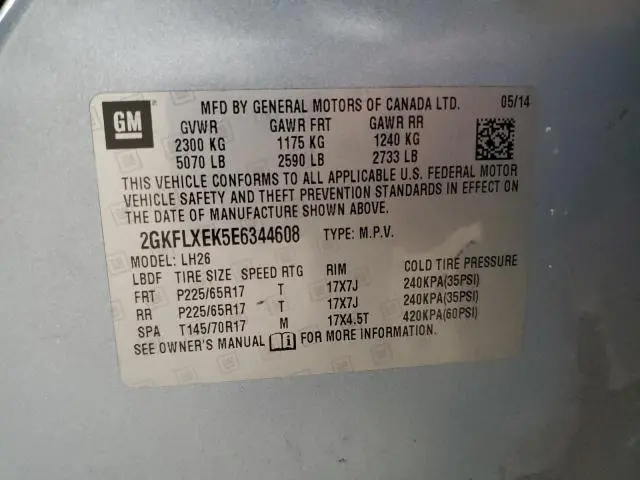 GM
MFD BY GENERAL MOTORS OF CANADA LTD. 05/14
GVWR GAWR FRT GAWR RR
2300 KG 1175 KG 1240 KG
5070 LB 2590 LB 2733 LB
THIS VEHICLE CONFORMS TO ALL APPLICABLE U.S. FEDERAL MOTOR
VEHICLE SAFETY AND THEFT PREVENTION STANDARDS IN EFFECT ON
THE DATE OF MANUFACTURE SHOWN ABOVE.
2GKFLXEK5E6344608 TYPE: M.P.V.
MODEL: LH26
LBDF TIRE SIZE SPEED RTG RIM COLD TIRE PRESSURE
FRT P225/65R17 T 17X7J 240KPA(35PSI)
RR P225/65R17 T 17X7J 240KPA(35PSI)
SPA T145/70R17 M 17X4.5T 420KPA(60PSI)
SEE OWNER'S MANUAL FOR MORE INFORMATION.